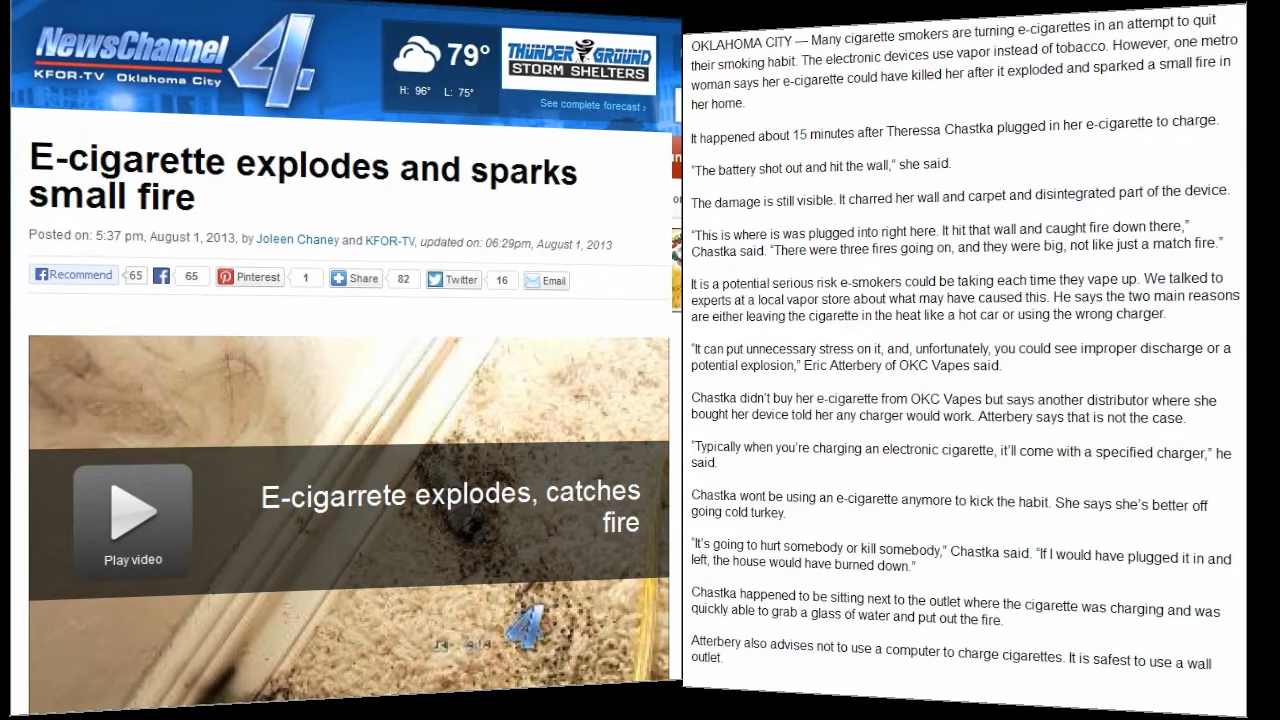 NewsChannel 4
KFOR-TV Oklahoma City
79°
H: 96° L: 75°
THUNDER GROUND
STORM SHELTERS
See complete forecast ›
E-cigarette explodes and sparks
small fire
Posted on: 5:37 pm, August 1, 2013, by Joleen Chaney and KFOR-TV, updated on: 06:29pm, August 1, 2013
Recommend 65 65 Pinterest 1 Share 82 Twitter 16 Email
E-cigarrete explodes, catches
fire
Play video
4
OKLAHOMA CITY — Many cigarette smokers are turning e-cigarettes in an attempt to quit
their smoking habit. The electronic devices use vapor instead of tobacco. However, one metro
woman says her e-cigarette could have killed her after it exploded and sparked a small fire in
her home.
It happened about 15 minutes after Theressa Chastka plugged in her e-cigarette to charge.
“The battery shot out and hit the wall,” she said.
The damage is still visible. It charred her wall and carpet and disintegrated part of the device.
“This is where is was plugged into right here. It hit that wall and caught fire down there,”
Chastka said. “There were three fires going on, and they were big, not like just a match fire.”
It is a potential serious risk e-smokers could be taking each time they vape up. We talked to
experts at a local vapor store about what may have caused this. He says the two main reasons
are either leaving the cigarette in the heat like a hot car or using the wrong charger.
“It can put unnecessary stress on it, and, unfortunately, you could see improper discharge or a
potential explosion,” Eric Atterbery of OKC Vapes said.
Chastka didn’t buy her e-cigarette from OKC Vapes but says another distributor where she
bought her device told her any charger would work. Atterbery says that is not the case.
“Typically when you’re charging an electronic cigarette, it’ll come with a specified charger,” he
said.
Chastka wont be using an e-cigarette anymore to kick the habit. She says she’s better off
going cold turkey.
“It’s going to hurt somebody or kill somebody,” Chastka said. “If I would have plugged it in and
left, the house would have burned down.”
Chastka happened to be sitting next to the outlet where the cigarette was charging and was
quickly able to grab a glass of water and put out the fire.
Atterbery also advises not to use a computer to charge cigarettes. It is safest to use a wall
outlet.